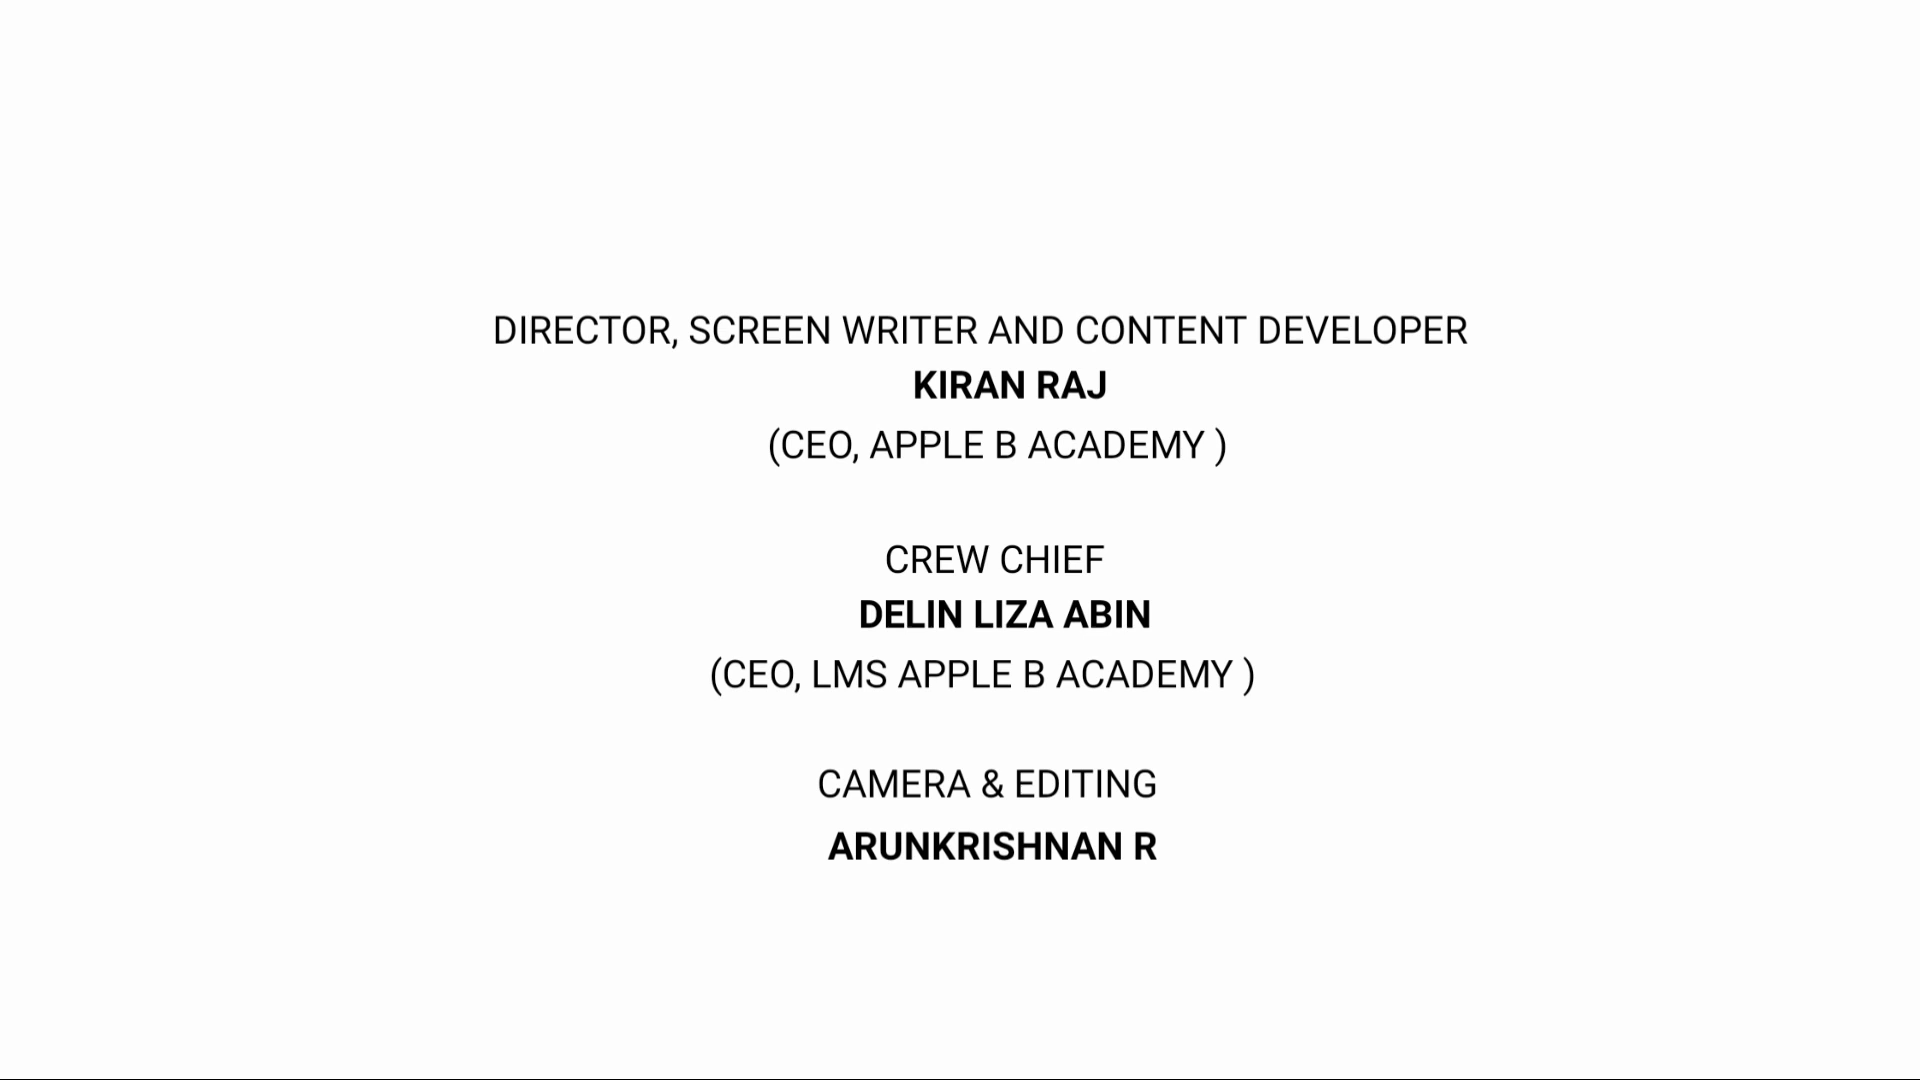 DIRECTOR, SCREEN WRITER AND CONTENT DEVELOPER
KIRAN RAJ
(CEO, APPLE B ACADEMY )
CREW CHIEF
DELIN LIZA ABIN
(CEO, LMS APPLE B ACADEMY )
CAMERA & EDITING
ARUNKRISHNAN R